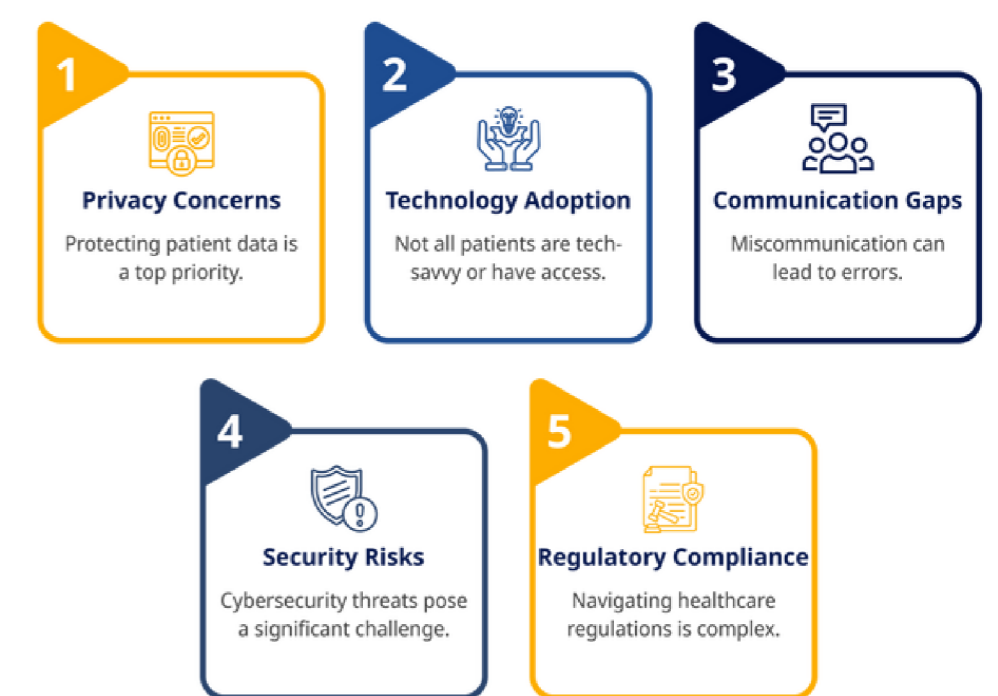 1
Privacy Concerns
Protecting patient data is
a top priority.
2
Technology Adoption
Not all patients are tech-
savvy or have access.
3
Communication Gaps
Miscommunication can
lead to errors.
4
Security Risks
Cybersecurity threats pose
a significant challenge.
5
Regulatory Compliance
Navigating healthcare
regulations is complex.